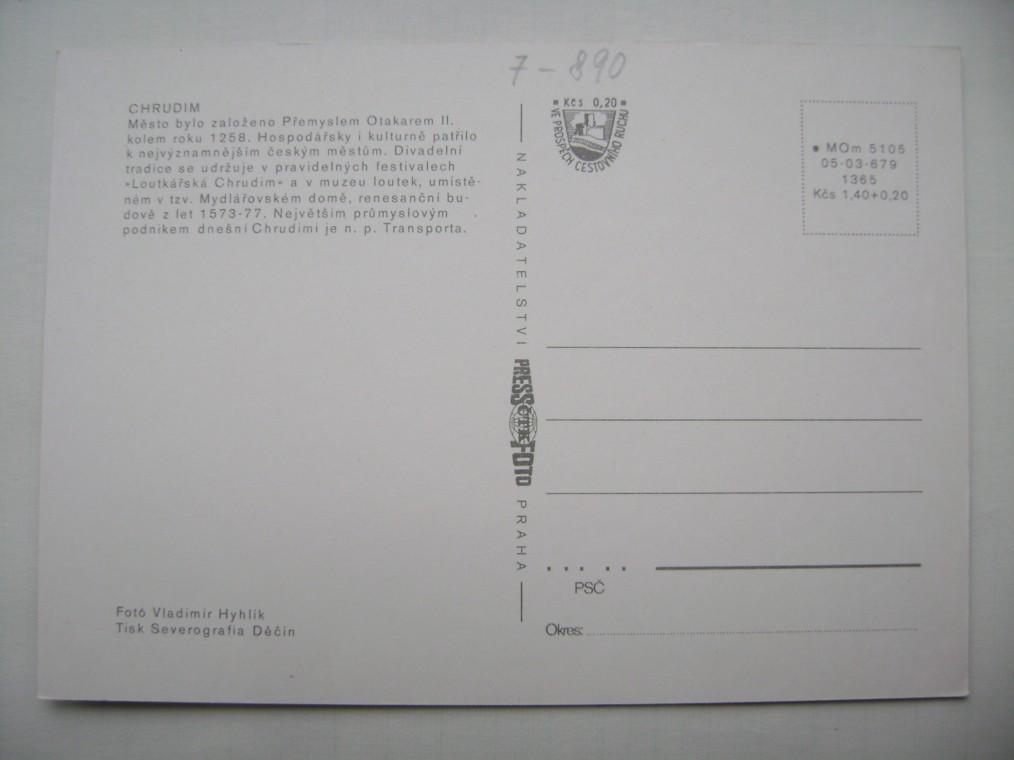 7-890
CHRUDIM
Město bylo založeno Přemyslem Otakarem II.
kolem roku 1258. Hospodářsky i kulturně patřilo
k nejvýznamnějším českým městům. Divadelní
tradice se udržuje v pravidelných festivalech
»Loutkářská Chrudim« a v muzeu loutek, umístě-
ném v tzv. Mydlářovském domě, renesanční bu-
dově z let 1573-77. Největším průmyslovým
podnikem dnešní Chrudimi je n. p. Transporta.
Foto Vladimír Hyhlík
Tisk Severografia Děčín
NAKLADATELSTVÍ
PRESSFOTO
ČTK
PRAHA
Kčs 0,20
VE PROSPĚCH CESTOVNÍHO RUCHU
MOm 5105
05-03-679
1365
Kčs 1,40+0,20
PSČ
Okres: